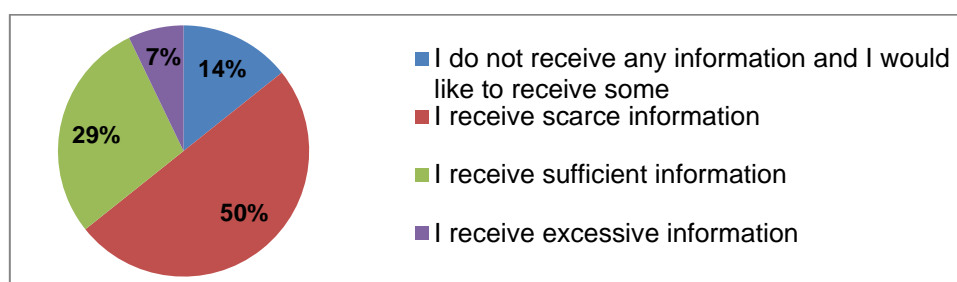 7%
14%
29%
50%
I do not receive any information and I would
like to receive some
I receive scarce information
I receive sufficient information
I receive excessive information